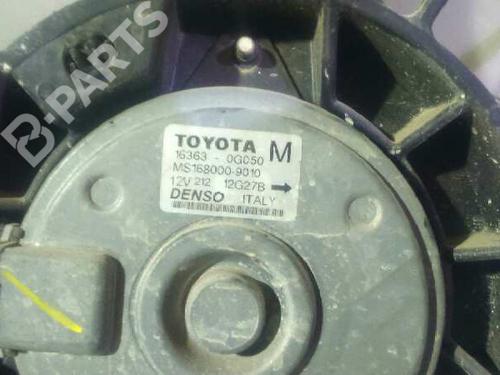 B-PARTS
TOYOTA M
16363 - 0G050
MS168000-9010
12V 212 12G27B →
DENSO ITALY